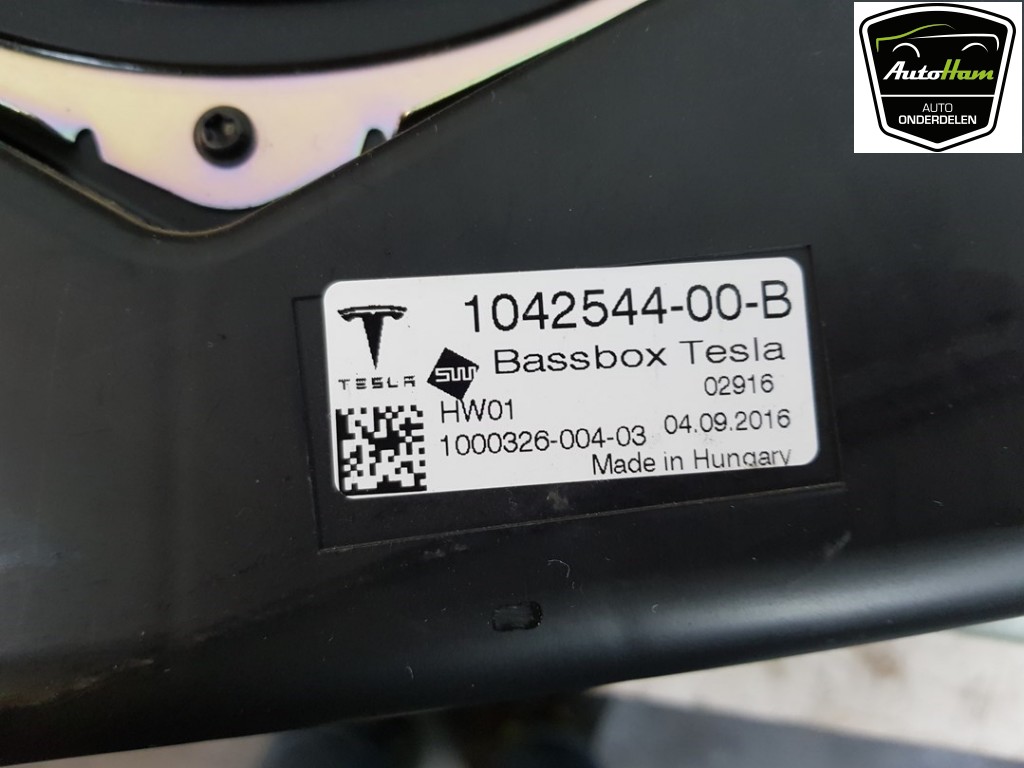 AutoHam
AUTO
ONDERDELEN
1042544-00-B
TESLA
SW
Bassbox Tesla
02916
HW01
1000326-004-03 04.09.2016
Made in Hungary